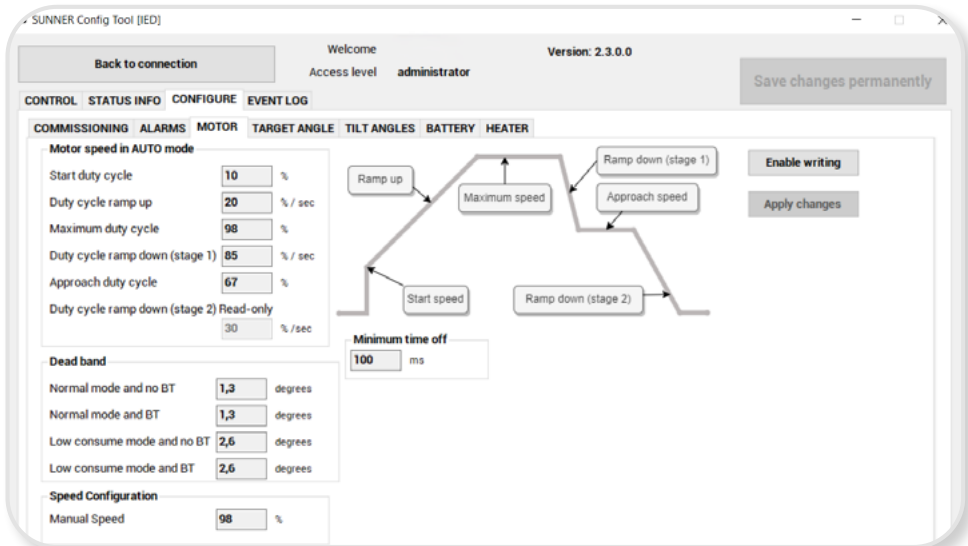 SUNNER Config Tool [IED]
Welcome
Version: 2.3.0.0
Back to connection
Access level administrator
Save changes permanently
CONTROL STATUS INFO CONFIGURE EVENT LOG
COMMISSIONING ALARMS MOTOR TARGET ANGLE TILT ANGLES BATTERY HEATER
Motor speed in AUTO mode
Start duty cycle 10 %
Duty cycle ramp up 20 % / sec
Maximum duty cycle 98 %
Duty cycle ramp down (stage 1) 85 % / sec
Approach duty cycle 67 %
Duty cycle ramp down (stage 2) Read-only
30 % /sec
Ramp up
Maximum speed
Ramp down (stage 1)
Approach speed
Start speed
Ramp down (stage 2)
Enable writing
Apply changes
Minimum time off
100 ms
Dead band
Normal mode and no BT 1,3 degrees
Normal mode and BT 1,3 degrees
Low consume mode and no BT 2,6 degrees
Low consume mode and BT 2,6 degrees
Speed Configuration
Manual Speed 98 %